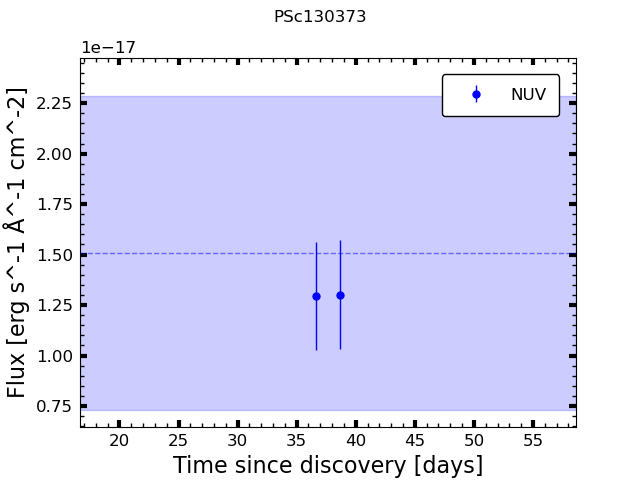 PSc130373
1e−17
NUV
2.25
2.00
1.75
1.50
1.25
1.00
0.75
Flux [erg s^-1 Å^-1 cm^-2]
20 25 30 35 40 45 50 55
Time since discovery [days]